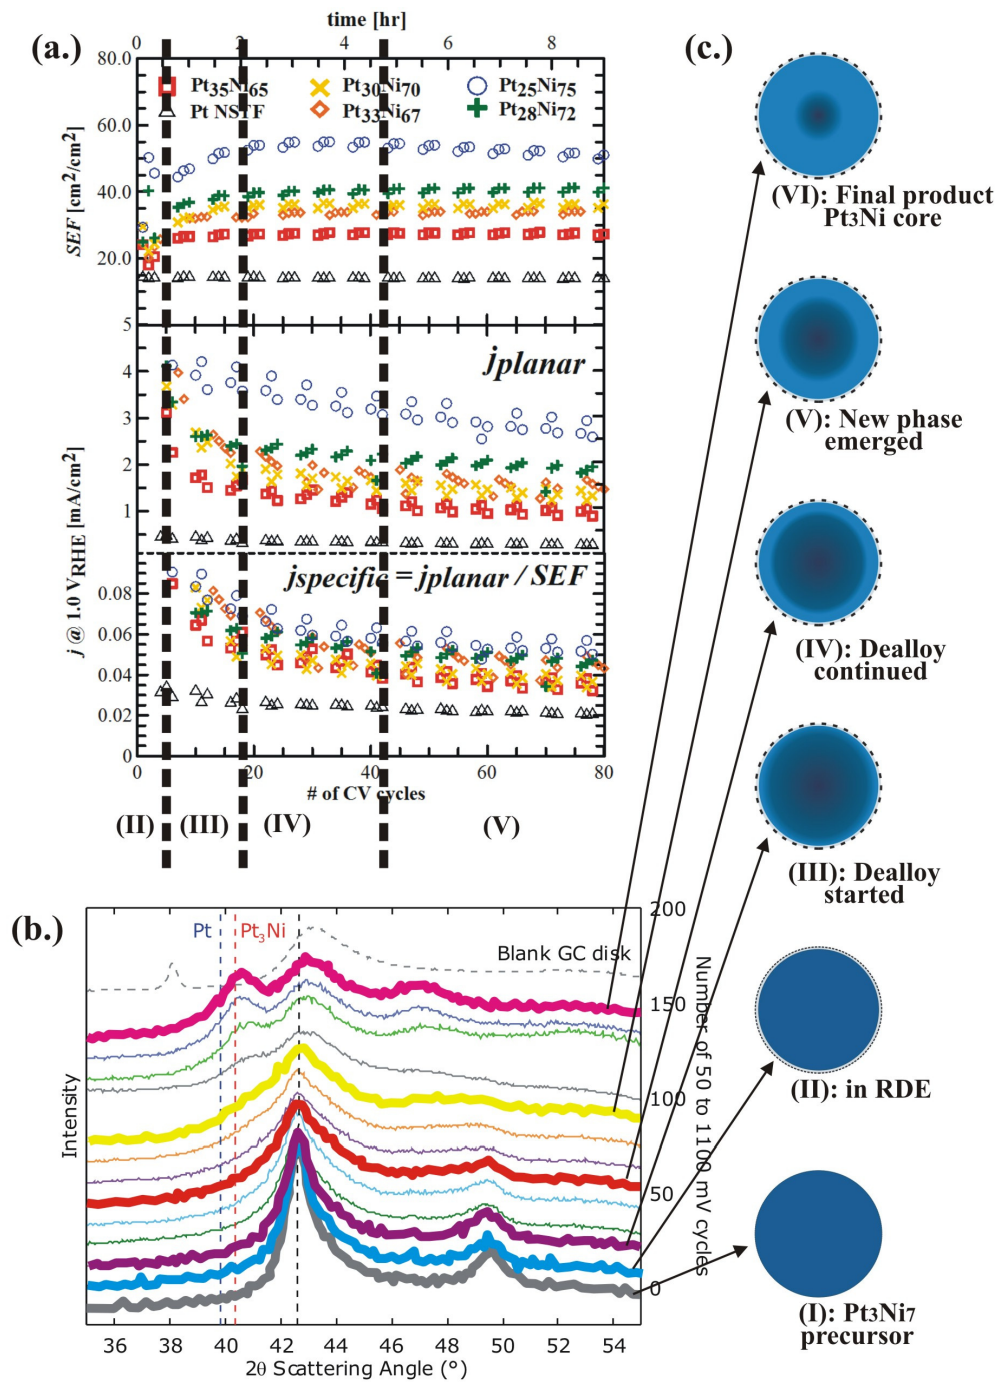 (a.)
time [hr]
0 2 4 6 8
80.0
60.0
40.0
20.0
SEF [cm²/cm²]
Pt35Ni65
Pt30Ni70
Pt25Ni75
Pt NSTF
Pt33Ni67
Pt28Ni72
5
4
3
2
1
jplanar
j @ 1.0 VRHE [mA/cm²]
jspecific = jplanar / SEF
0.08
0.06
0.04
0.02
0
0 20 40 60 80
# of CV cycles
(II) (III) (IV) (V)
(b.)
Pt
Pt3Ni
Blank GC disk
Intensity
200
150
100
50
0
Number of 50 to 1100 mV cycles
36 38 40 42 44 46 48 50 52 54
2θ Scattering Angle (°)
(c.)
(VI): Final product
Pt3Ni core
(V): New phase
emerged
(IV): Dealloy
continued
(III): Dealloy
started
(II): in RDE
(I): Pt3Ni7
precursor